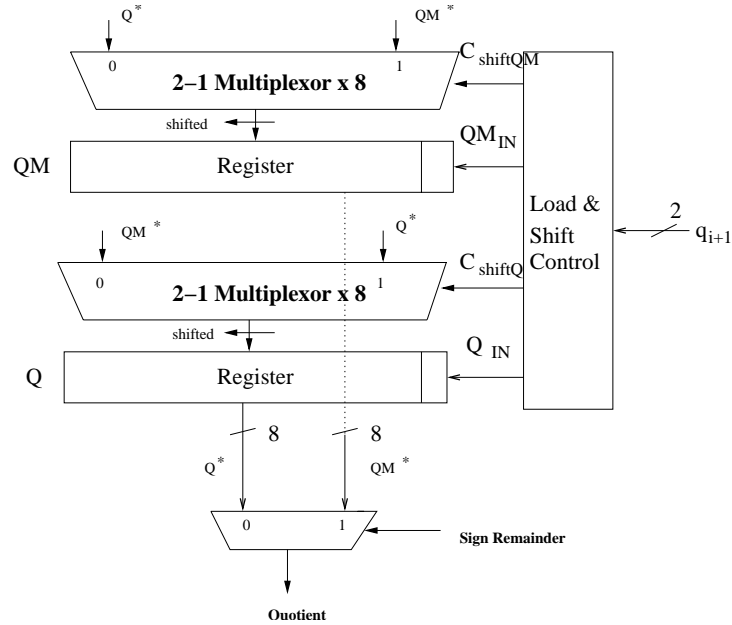 Q* QM*
0 1
2–1 Multiplexor x 8
C shiftQM
shifted
QM
Register
QM IN
Load &
Shift
Control
2
q i+1
QM* Q*
0 1
2–1 Multiplexor x 8
C shiftQ
shifted
Q
Register
Q IN
8 8
Q* QM*
0 1
Sign Remainder
Quotient